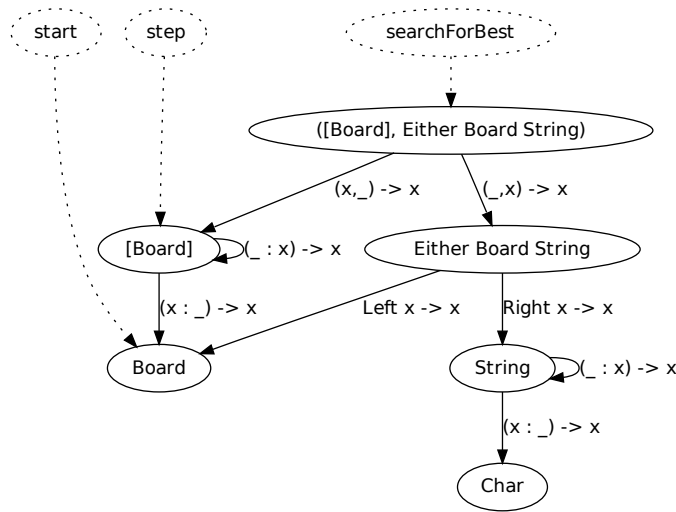 start
step
searchForBest
([Board], Either Board String)
(x,_) -> x
(_,x) -> x
[Board]
(_ : x) -> x
Either Board String
(x : _) -> x
Left x -> x
Right x -> x
Board
String
(_ : x) -> x
(x : _) -> x
Char